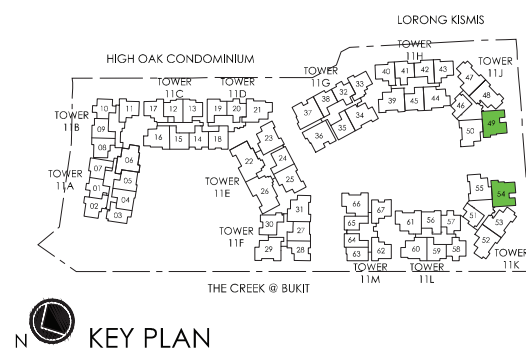 LORONG KISMIS
HIGH OAK CONDOMINIUM
TOWER
11H
TOWER
11J
TOWER
11G
TOWER
11C
TOWER
11D
TOWER
11B
TOWER
11A
TOWER
11E
TOWER
11F
TOWER
11M
TOWER
11L
TOWER
11K
40 41 42 43
47
48
46
49
50
39 45 44
33
32
38
37
34
35
36
10 11
09
08
07
06
05
01
04
02
03
17 12 13
19 20 21
16 15 14 18
23
22
24
25
26
31
30
27
29 28
66
67
65
64
63 62
61 56 57
60 59 58
55
54
51
53
52
THE CREEK @ BUKIT
N
KEY PLAN